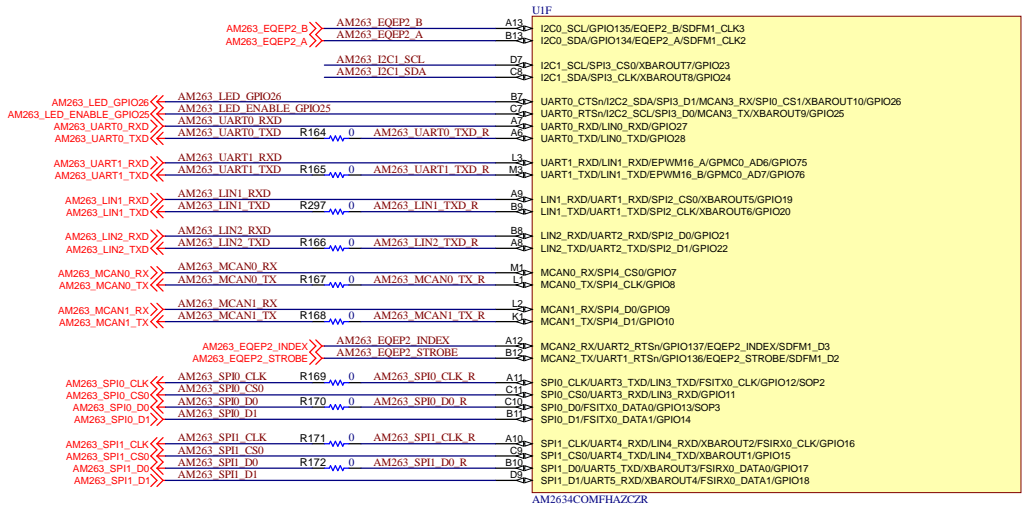 U1F
AM263_EQEP2_B AM263_EQEP2_B A13 I2C0_SCL/GPIO135/EQEP2_B/SDFM1_CLK3
AM263_EQEP2_A AM263_EQEP2_A B13 I2C0_SDA/GPIO134/EQEP2_A/SDFM1_CLK2
AM263_I2C1_SCL D7 I2C1_SCL/SPI3_CS0/XBAROUT7/GPIO23
AM263_I2C1_SDA C8 I2C1_SDA/SPI3_CLK/XBAROUT8/GPIO24
AM263_LED_GPIO26 AM263_LED_GPIO26 B7 UART0_CTSn/I2C2_SDA/SPI3_D1/MCAN3_RX/SPI0_CS1/XBAROUT10/GPIO26
AM263_LED_ENABLE_GPIO25 AM263_LED_ENABLE_GPIO25 C7 UART0_RTSn/I2C2_SCL/SPI3_D0/MCAN3_TX/XBAROUT9/GPIO25
AM263_UART0_RXD AM263_UART0_RXD A7 UART0_RXD/LIN0_RXD/GPIO27
AM263_UART0_TXD AM263_UART0_TXD R164 0 AM263_UART0_TXD_R A6 UART0_TXD/LIN0_TXD/GPIO28
AM263_UART1_RXD AM263_UART1_RXD L3 UART1_RXD/LIN1_RXD/EPWM16_A/GPMC0_AD6/GPIO75
AM263_UART1_TXD AM263_UART1_TXD R165 0 AM263_UART1_TXD_R M3 UART1_TXD/LIN1_TXD/EPWM16_B/GPMC0_AD7/GPIO76
AM263_LIN1_RXD AM263_LIN1_RXD A9 LIN1_RXD/UART1_RXD/SPI2_CS0/XBAROUT5/GPIO19
AM263_LIN1_TXD AM263_LIN1_TXD R297 0 AM263_LIN1_TXD_R B9 LIN1_TXD/UART1_TXD/SPI2_CLK/XBAROUT6/GPIO20
AM263_LIN2_RXD AM263_LIN2_RXD B8 LIN2_RXD/UART2_RXD/SPI2_D0/GPIO21
AM263_LIN2_TXD AM263_LIN2_TXD R166 0 AM263_LIN2_TXD_R A8 LIN2_TXD/UART2_TXD/SPI2_D1/GPIO22
AM263_MCAN0_RX AM263_MCAN0_RX M1 MCAN0_RX/SPI4_CS0/GPIO7
AM263_MCAN0_TX AM263_MCAN0_TX R167 0 AM263_MCAN0_TX_R L1 MCAN0_TX/SPI4_CLK/GPIO8
AM263_MCAN1_RX AM263_MCAN1_RX L2 MCAN1_RX/SPI4_D0/GPIO9
AM263_MCAN1_TX AM263_MCAN1_TX R168 0 AM263_MCAN1_TX_R K1 MCAN1_TX/SPI4_D1/GPIO10
AM263_EQEP2_INDEX AM263_EQEP2_INDEX A12 MCAN2_RX/UART2_RTSn/GPIO137/EQEP2_INDEX/SDFM1_D3
AM263_EQEP2_STROBE AM263_EQEP2_STROBE B12 MCAN2_TX/UART1_RTSn/GPIO136/EQEP2_STROBE/SDFM1_D2
AM263_SPI0_CLK AM263_SPI0_CLK R169 0 AM263_SPI0_CLK_R A11 SPI0_CLK/UART3_TXD/LIN3_TXD/FSITX0_CLK/GPIO12/SOP2
AM263_SPI0_CS0 AM263_SPI0_CS0 C11 SPI0_CS0/UART3_RXD/LIN3_RXD/GPIO11
AM263_SPI0_D0 AM263_SPI0_D0 R170 0 AM263_SPI0_D0_R C10 SPI0_D0/FSITX0_DATA0/GPIO13/SOP3
AM263_SPI0_D1 AM263_SPI0_D1 B11 SPI0_D1/FSITX0_DATA1/GPIO14
AM263_SPI1_CLK AM263_SPI1_CLK R171 0 AM263_SPI1_CLK_R A10 SPI1_CLK/UART4_RXD/LIN4_RXD/XBAROUT2/FSIRX0_CLK/GPIO16
AM263_SPI1_CS0 AM263_SPI1_CS0 C9 SPI1_CS0/UART4_TXD/LIN4_TXD/XBAROUT1/GPIO15
AM263_SPI1_D0 AM263_SPI1_D0 R172 0 AM263_SPI1_D0_R B10 SPI1_D0/UART5_TXD/XBAROUT3/FSIRX0_DATA0/GPIO17
AM263_SPI1_D1 AM263_SPI1_D1 D9 SPI1_D1/UART5_RXD/XBAROUT4/FSIRX0_DATA1/GPIO18
AM2634COMFHAZCZR